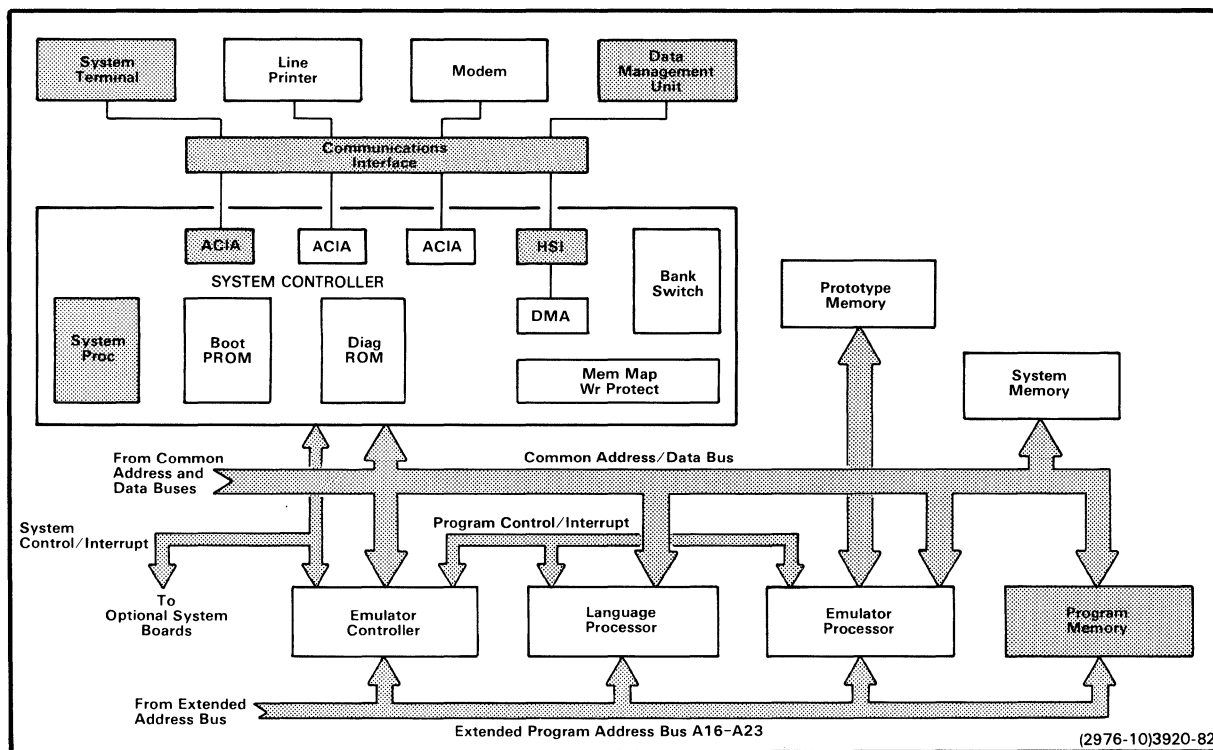 System
Terminal
Line
Printer
Modem
Data
Management
Unit
Communications
Interface
ACIA
ACIA
ACIA
HSI
SYSTEM CONTROLLER
Bank
Switch
DMA
System
Proc
Boot
PROM
Diag
ROM
Mem Map
Wr Protect
Prototype
Memory
System
Memory
From Common
Address and
Data Buses
Common Address/Data Bus
System
Control/Interrupt
Program Control/Interrupt
To
Optional System
Boards
Emulator
Controller
Language
Processor
Emulator
Processor
Program
Memory
From Extended
Address Bus
Extended Program Address Bus A16-A23
(2976-10)3920-82